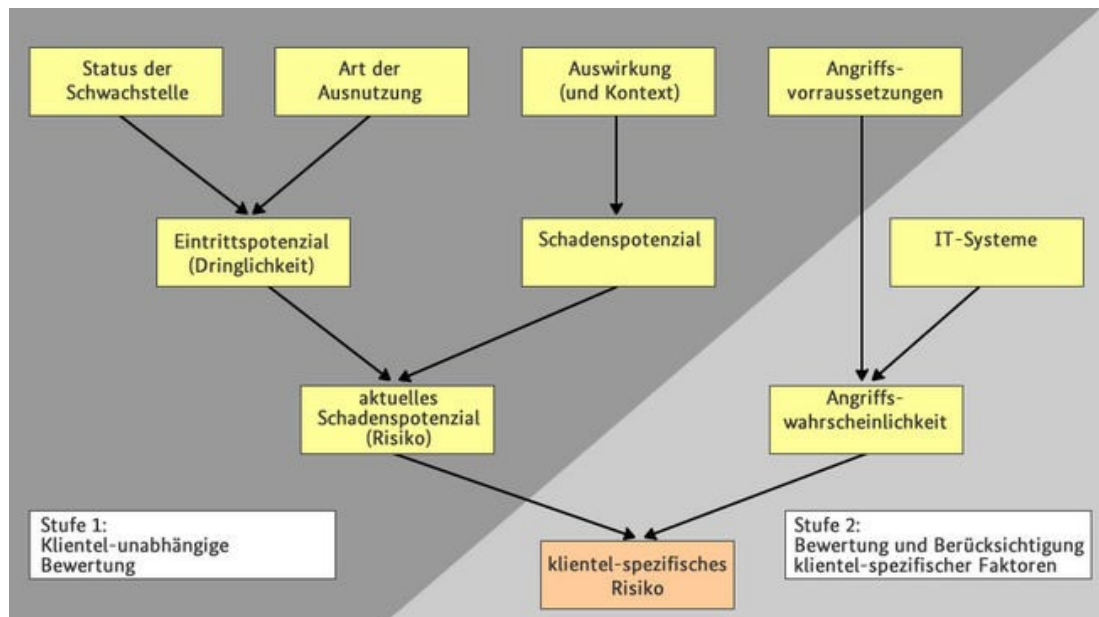 Status der
Schwachstelle
Art der
Ausnutzung
Auswirkung
(und Kontext)
Angriffs-
vorraussetzungen
Eintrittspotenzial
(Dringlichkeit)
Schadenspotenzial
IT-Systeme
aktuelles
Schadenspotenzial
(Risiko)
Angriffs-
wahrscheinlichkeit
Stufe 1:
Klientel-unabhängige
Bewertung
klientel-spezifisches
Risiko
Stufe 2:
Bewertung und Berücksichtigung
klientel-spezifischer Faktoren